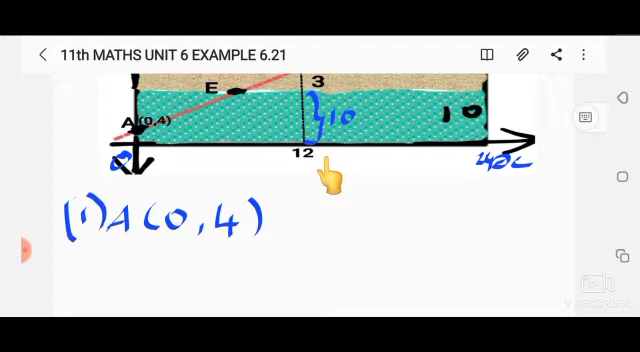 11th MATHS UNIT 6 EXAMPLE 6.21
E 3
A (0,4) 10 10
0 12
(1) A (0, 4)